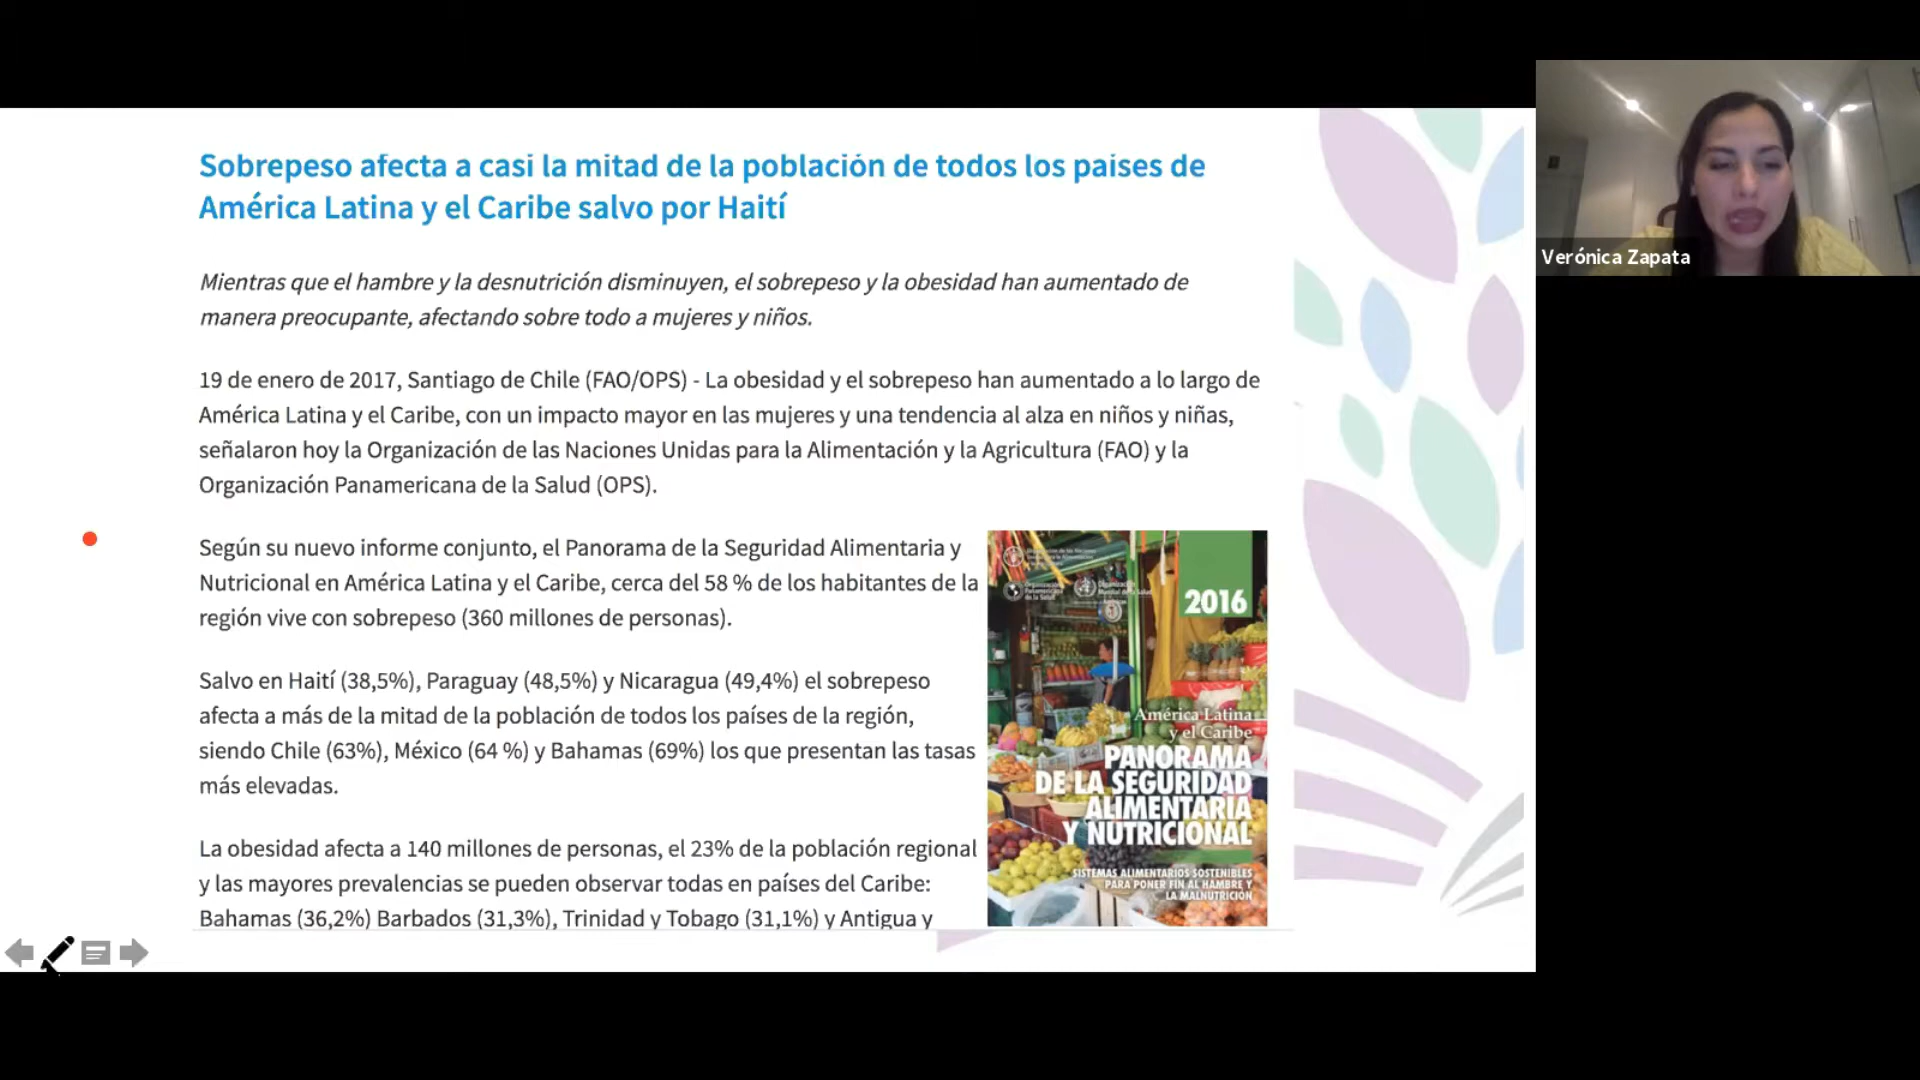 Sobrepeso afecta a casi la mitad de la población de todos los países de
América Latina y el Caribe salvo por Haití
Mientras que el hambre y la desnutrición disminuyen, el sobrepeso y la obesidad han aumentado de
manera preocupante, afectando sobre todo a mujeres y niños.
19 de enero de 2017, Santiago de Chile (FAO/OPS) - La obesidad y el sobrepeso han aumentado a lo largo de
América Latina y el Caribe, con un impacto mayor en las mujeres y una tendencia al alza en niños y niñas,
señalaron hoy la Organización de las Naciones Unidas para la Alimentación y la Agricultura (FAO) y la
Organización Panamericana de la Salud (OPS).
Según su nuevo informe conjunto, el Panorama de la Seguridad Alimentaria y
Nutricional en América Latina y el Caribe, cerca del 58 % de los habitantes de la
región vive con sobrepeso (360 millones de personas).
Salvo en Haití (38,5%), Paraguay (48,5%) y Nicaragua (49,4%) el sobrepeso
afecta a más de la mitad de la población de todos los países de la región,
siendo Chile (63%), México (64 %) y Bahamas (69%) los que presentan las tasas
más elevadas.
La obesidad afecta a 140 millones de personas, el 23% de la población regional
y las mayores prevalencias se pueden observar todas en países del Caribe:
Bahamas (36,2%) Barbados (31,3%), Trinidad y Tobago (31,1%) y Antigua y
2016
América Latina
y el Caribe
PANORAMA
DE LA SEGURIDAD
ALIMENTARIA
Y NUTRICIONAL
SISTEMAS ALIMENTARIOS SOSTENIBLES
PARA PONER FIN AL HAMBRE Y
LA MALNUTRICIÓN
Verónica Zapata